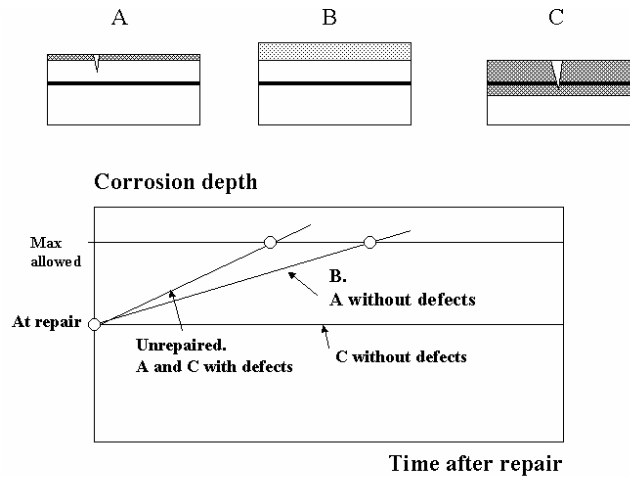 A B C
Corrosion depth
Max
allowed
B.
A without defects
At repair
Unrepaired.
A and C with defects
C without defects
Time after repair